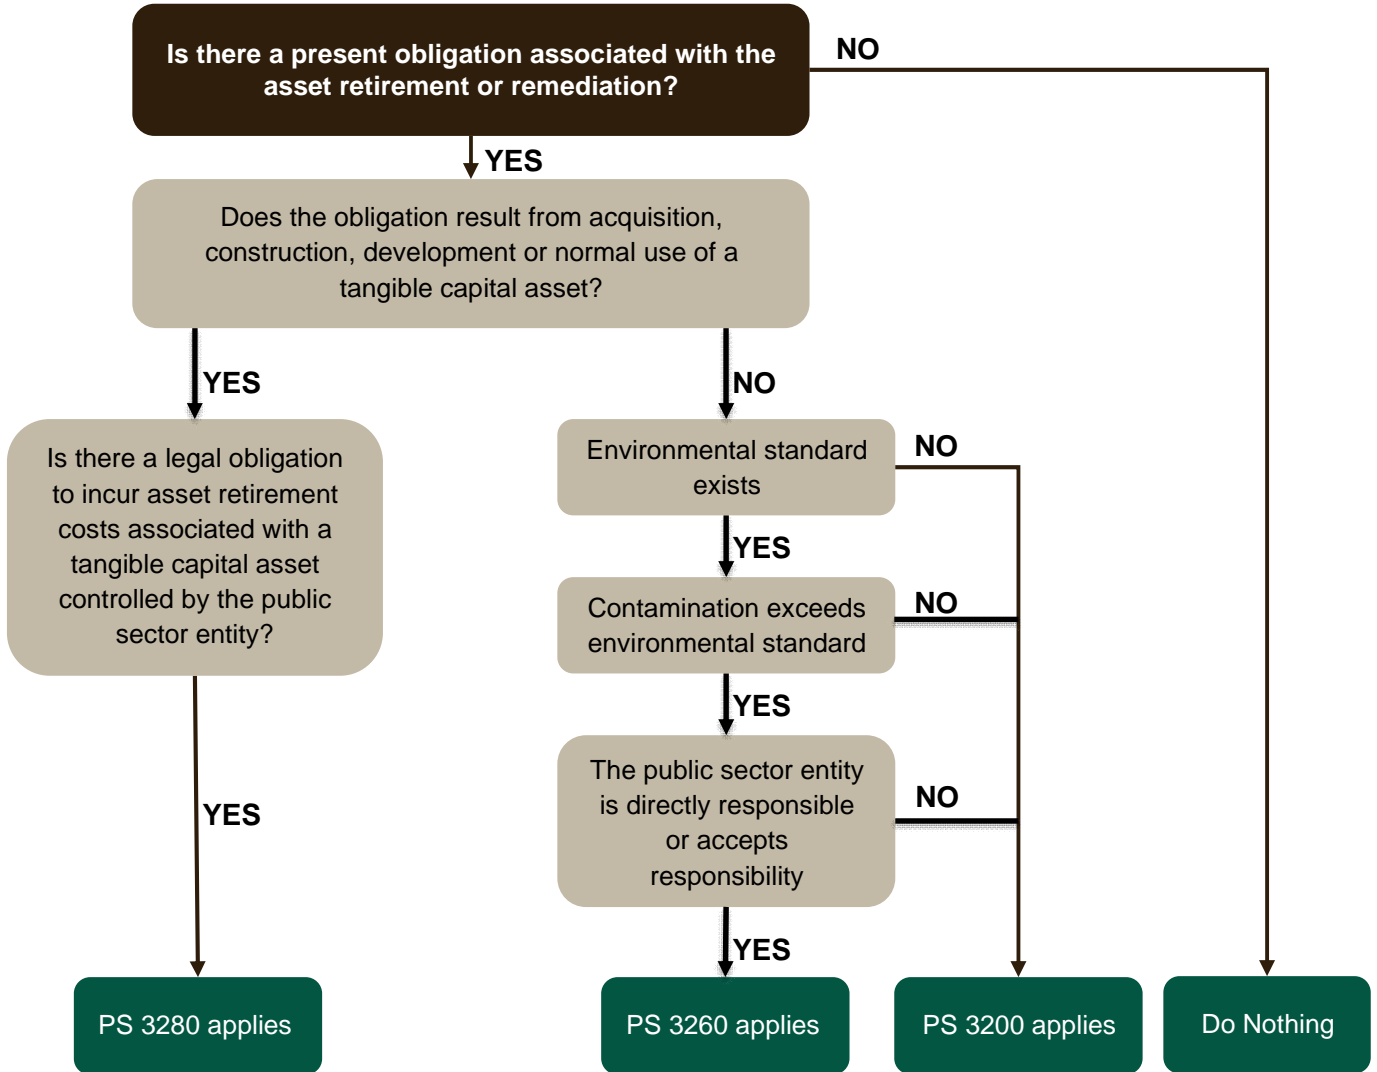 Is there a present obligation associated with the
asset retirement or remediation?
NO
YES
Does the obligation result from acquisition,
construction, development or normal use of a
tangible capital asset?
YES
NO
Is there a legal obligation
to incur asset retirement
costs associated with a
tangible capital asset
controlled by the public
sector entity?
Environmental standard
exists
NO
YES
Contamination exceeds
environmental standard
NO
YES
The public sector entity
is directly responsible
or accepts
responsibility
NO
YES
YES
PS 3280 applies
PS 3260 applies
PS 3200 applies
Do Nothing